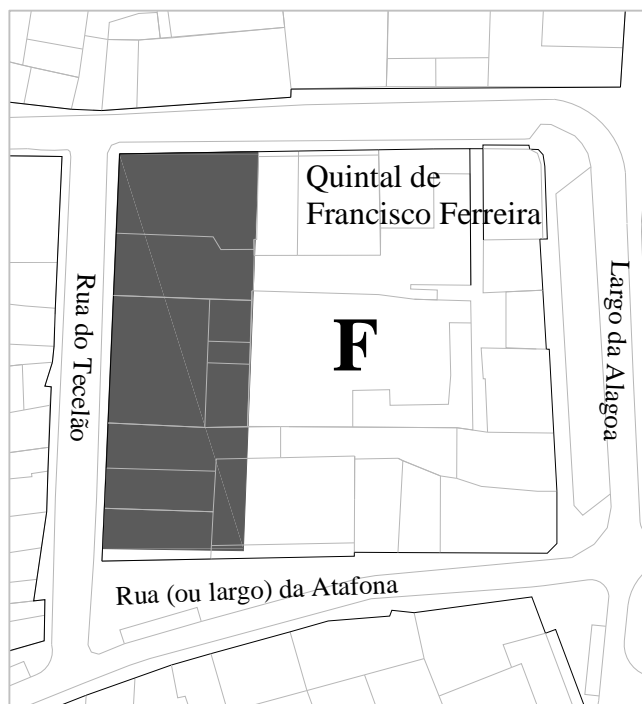 Quintal de
Francisco Ferreira
Rua do Tecelão
F
Largo da Alagoa
Rua (ou largo) da Atafona